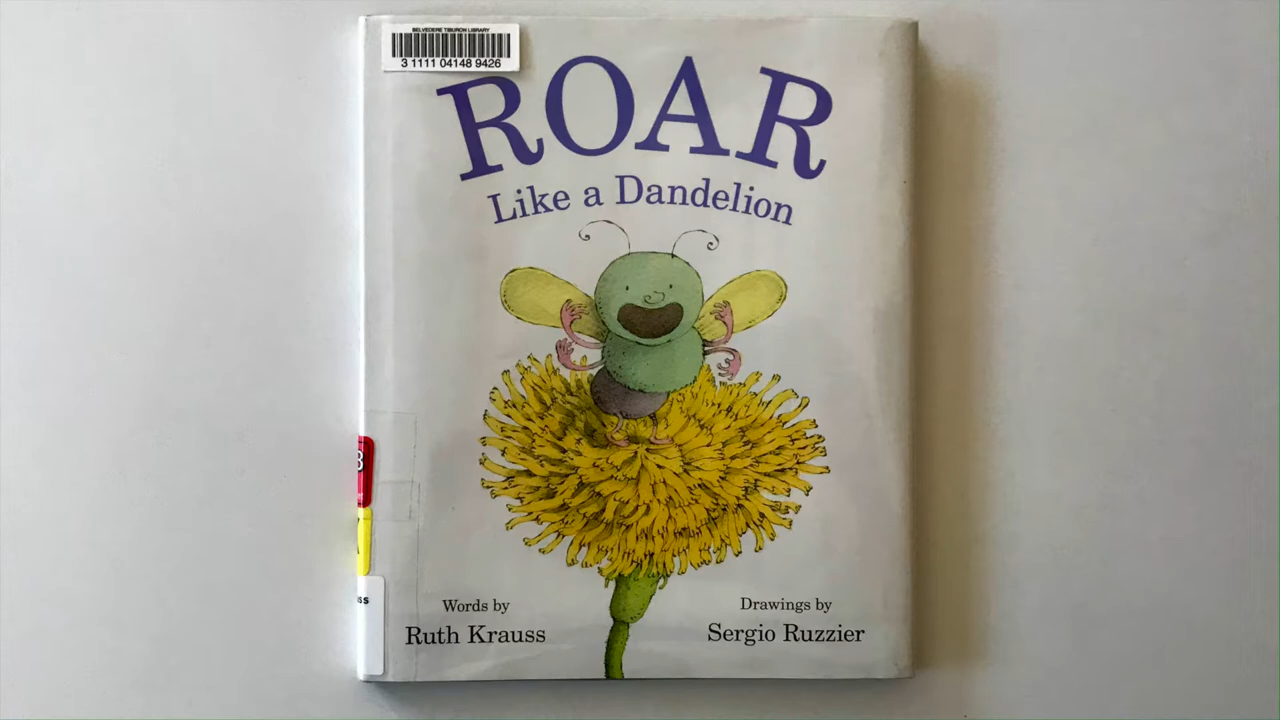 BELVEDERE TIBURON LIBRARY
3 1111 04148 9426
ROAR
Like a Dandelion
Words by
Ruth Krauss
Drawings by
Sergio Ruzzier